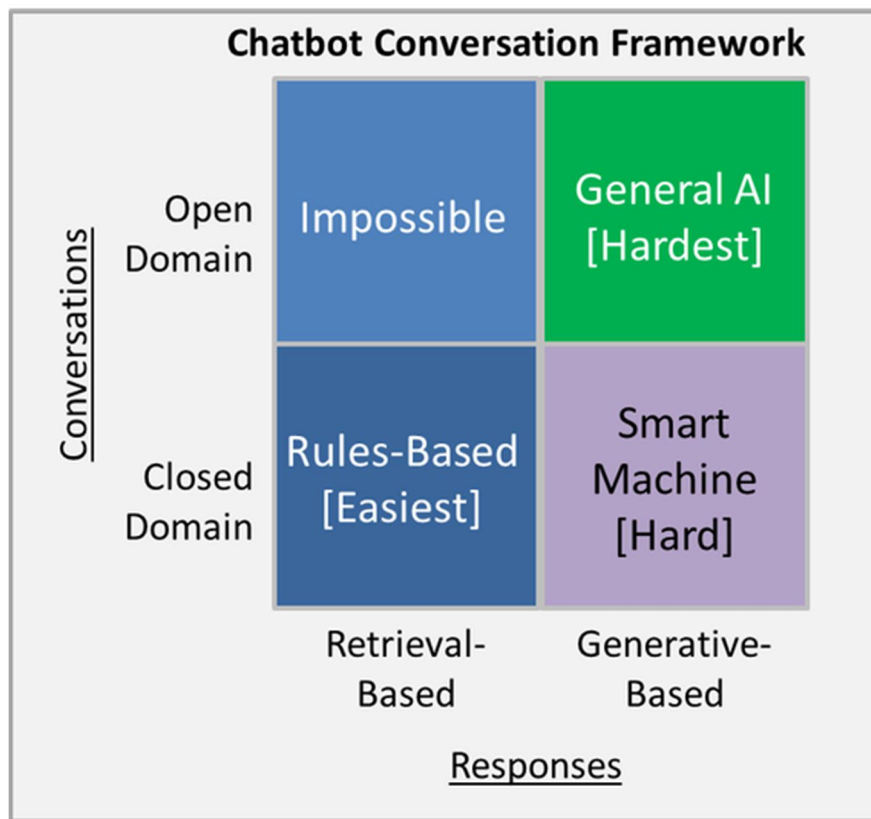 Chatbot Conversation Framework
Conversations
Open
Domain
Impossible
General AI
[Hardest]
Closed
Domain
Rules-Based
[Easiest]
Smart
Machine
[Hard]
Retrieval-
Based
Generative-
Based
Responses